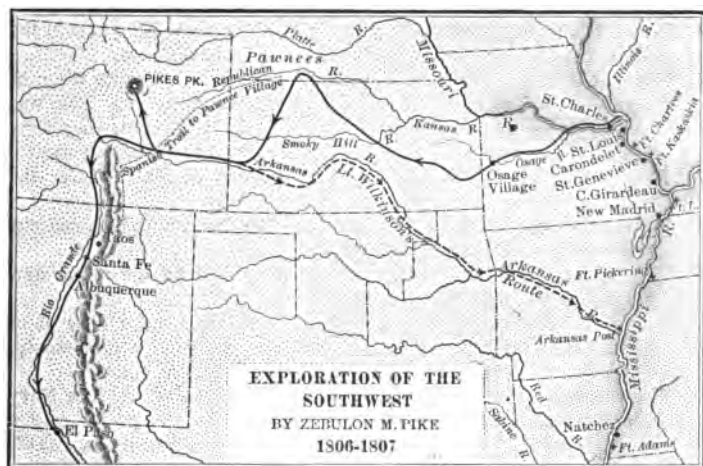 Platte R.
Pawnees
Missouri
R.
PIKES PK.
Republican R.
Spanish Trail to Pawnee Village
Kansas R.
R.
Smoky Hill R.
Illinois R.
St. Charles
Ft. Chartres
Ft. Kaskaskia
R. St. Louis
Carondelet
St. Genevieve
C. Girardeau
New Madrid
Osage
Osage
Village
Arkansas R.
Lt. Wilkinsons
Arkansas
Route
R.
Ft. Pickering
Arkansas Post
Mississippi
R.
Taos
Santa Fe
Albuquerque
Rio Grande
El Paso
EXPLORATION OF THE
SOUTHWEST
BY ZEBULON M. PIKE
1806-1807
Red
R.
Sabine
R.
Natchez
Ft. Adams